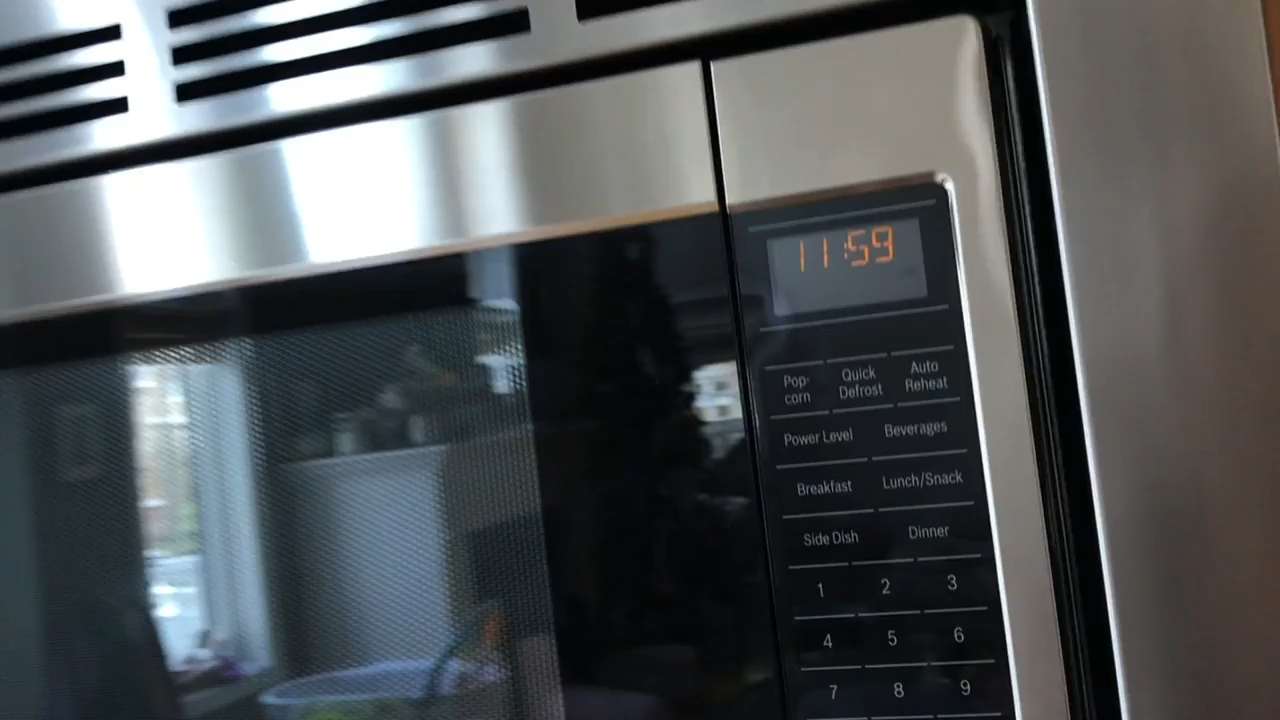 11:59
Pop-
corn
Quick
Defrost
Auto
Reheat
Power Level
Beverages
Breakfast
Lunch/Snack
Side Dish
Dinner
1 2 3
4 5 6
7 8 9